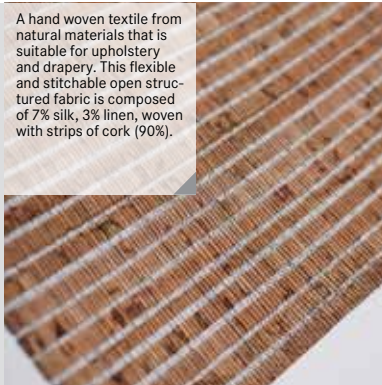 A hand woven textile from
natural materials that is
suitable for upholstery
and drapery. This flexible
and stitchable open struc-
tured fabric is composed
of 7% silk, 3% linen, woven
with strips of cork (90%).